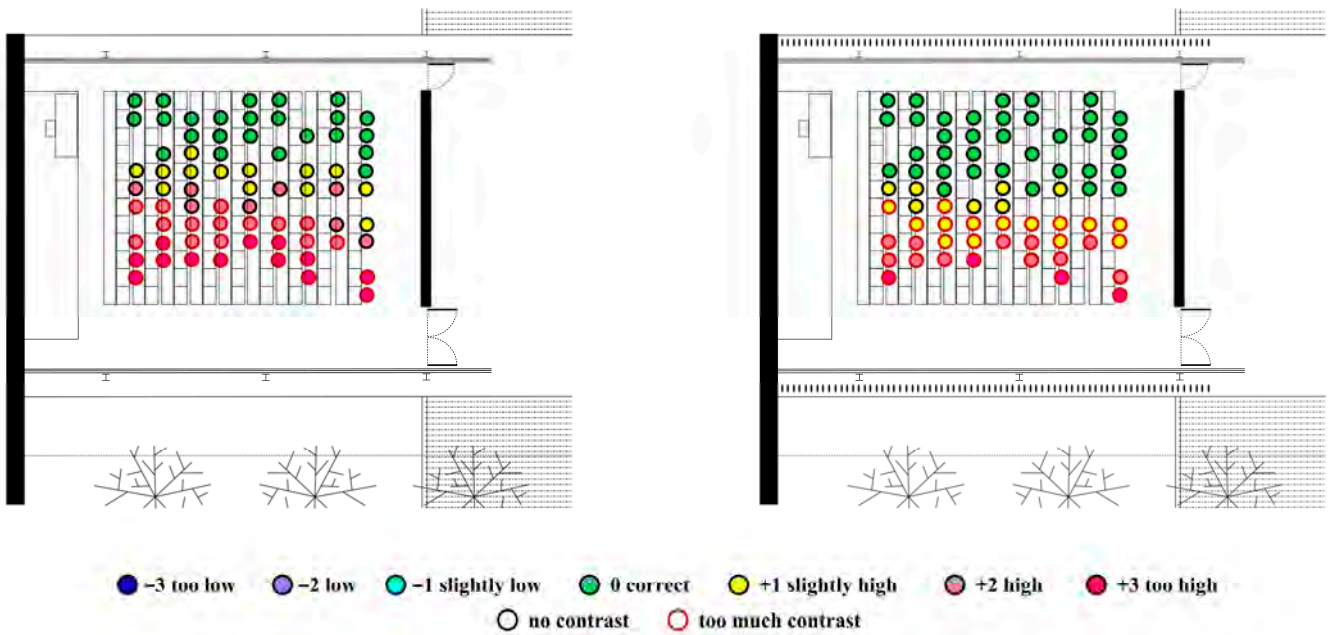 −3 too low −2 low −1 slightly low 0 correct +1 slightly high +2 high +3 too high
no contrast too much contrast